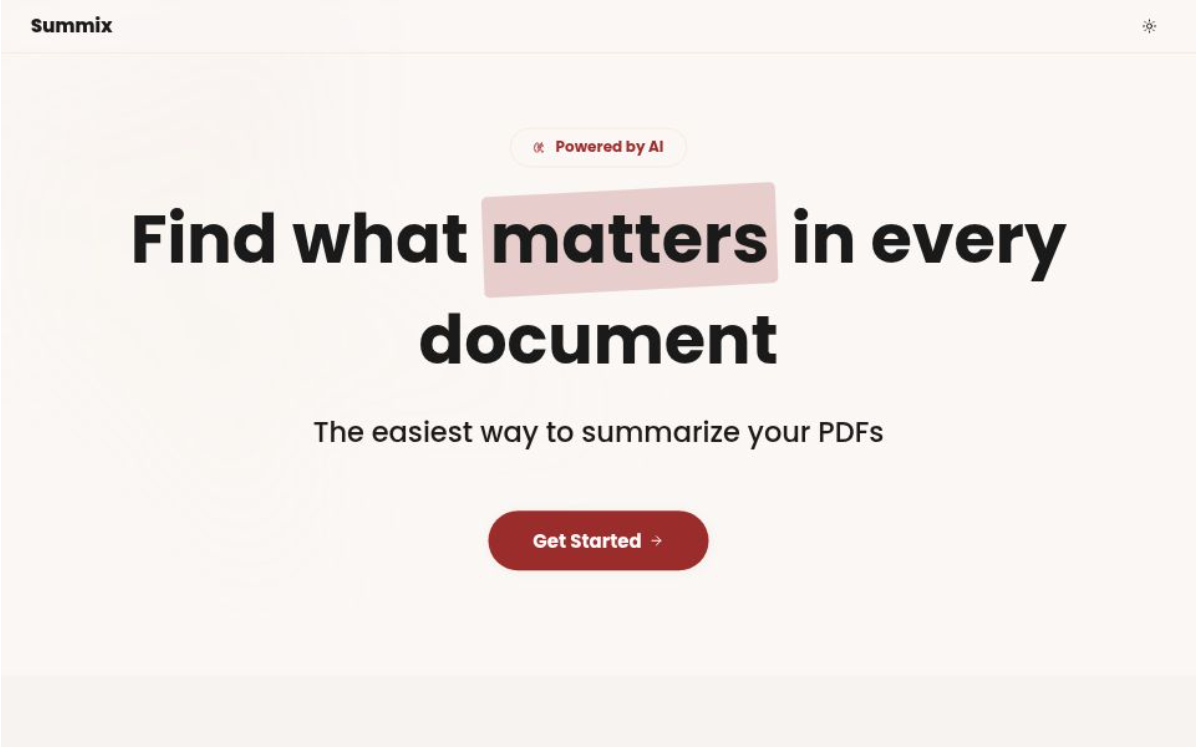 Summix
Powered by AI
Find what matters in every
document
The easiest way to summarize your PDFs
Get Started →